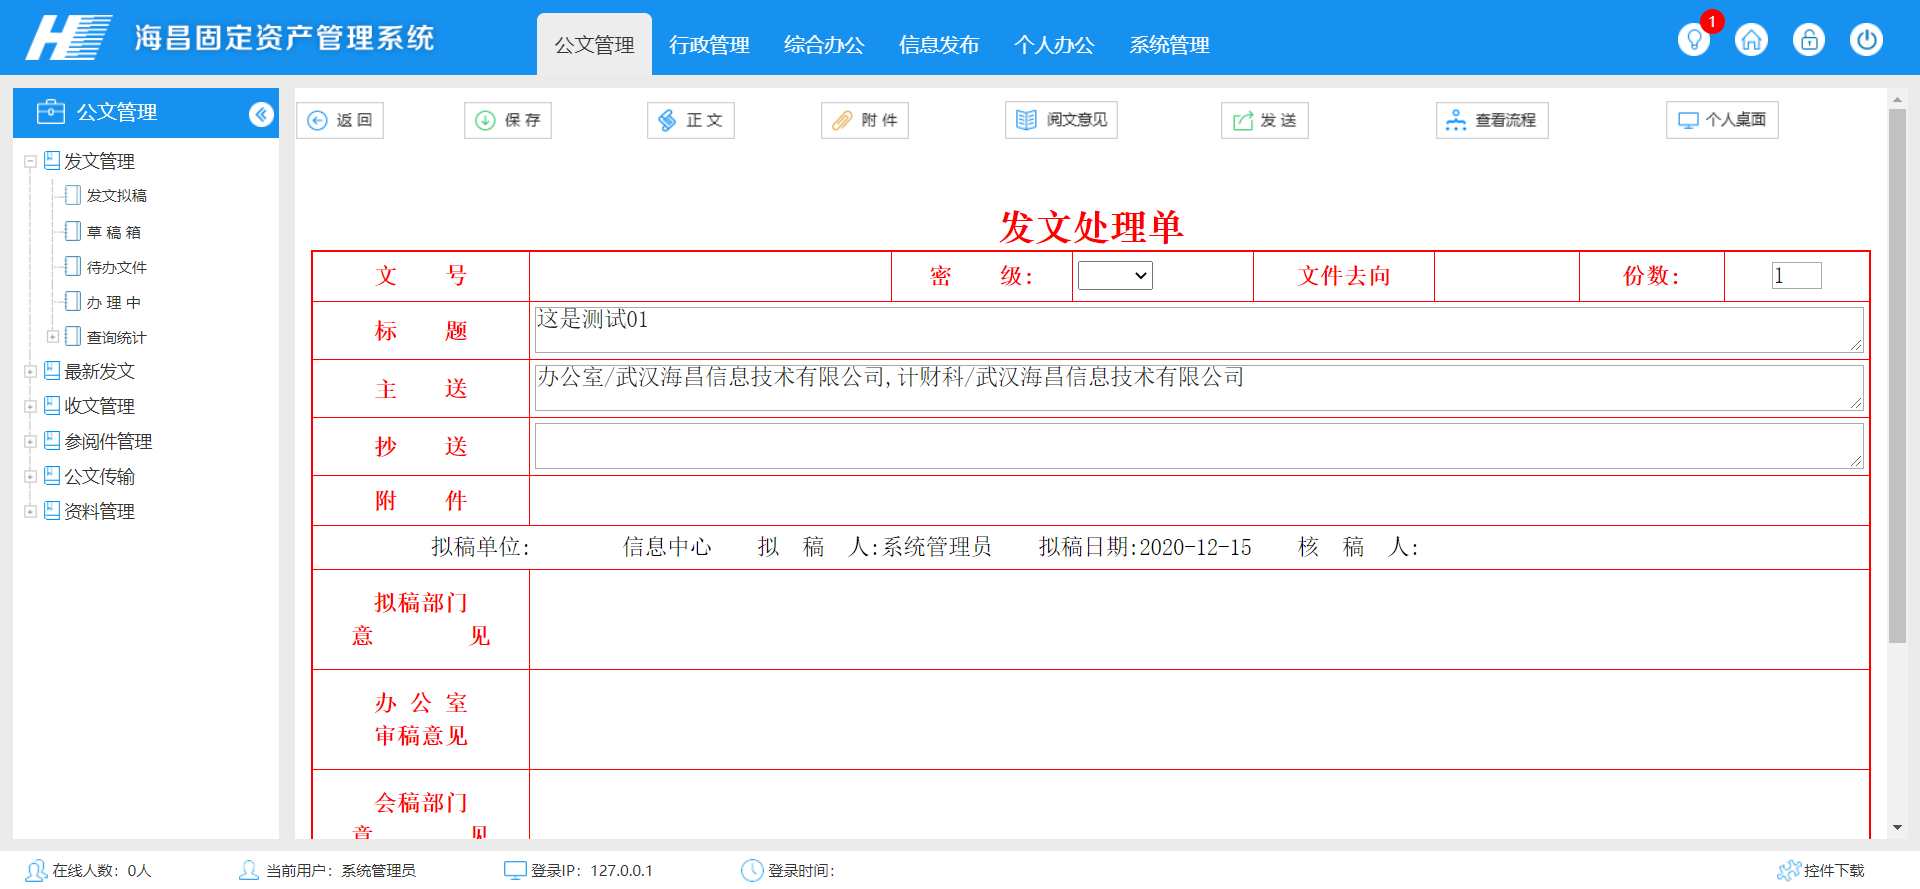 海昌固定资产管理系统
公文管理 行政管理 综合办公 信息发布 个人办公 系统管理
1
公文管理
返回 保存 正文 附件 阅文意见 发送 查看流程 个人桌面
发文管理
发文拟稿
草稿箱
待办文件
办理中
查询统计
最新发文
收文管理
参阅件管理
公文传输
资料管理
发文处理单
文 号 密 级: 文件去向 份数: 1
标 题 这是测试01
主 送 办公室/武汉海昌信息技术有限公司,计财科/武汉海昌信息技术有限公司
抄 送
附 件
拟稿单位: 信息中心 拟 稿 人:系统管理员 拟稿日期:2020-12-15 核 稿 人:
拟稿部门
意 见
办 公 室
审稿意见
会稿部门
意 见
在线人数: 0人 当前用户: 系统管理员 登录IP: 127.0.0.1 登录时间: 控件下载